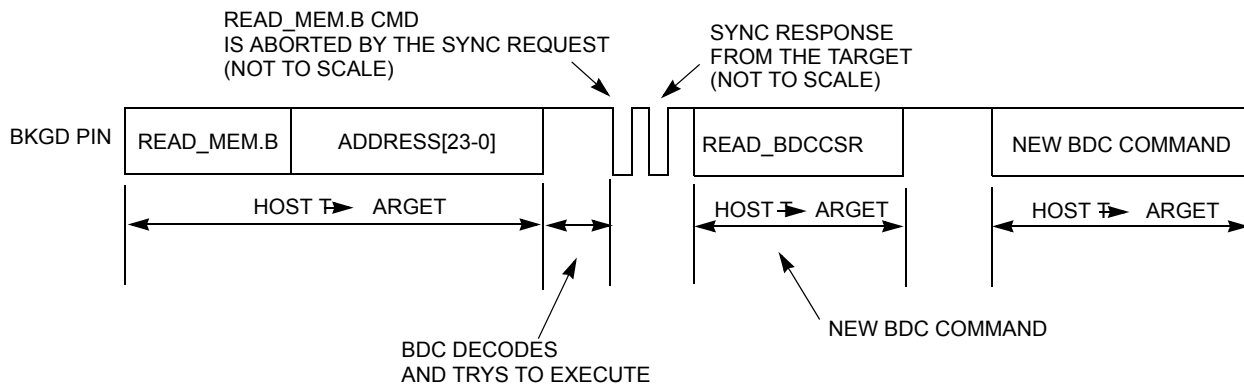 READ_MEM.B CMD
IS ABORTED BY THE SYNC REQUEST
(NOT TO SCALE)
SYNC RESPONSE
FROM THE TARGET
(NOT TO SCALE)
BKGD PIN
READ_MEM.B
ADDRESS[23-0]
READ_BDCCSR
NEW BDC COMMAND
HOST T ARGET
HOST T ARGET
HOST T ARGET
NEW BDC COMMAND
BDC DECODES
AND TRYS TO EXECUTE